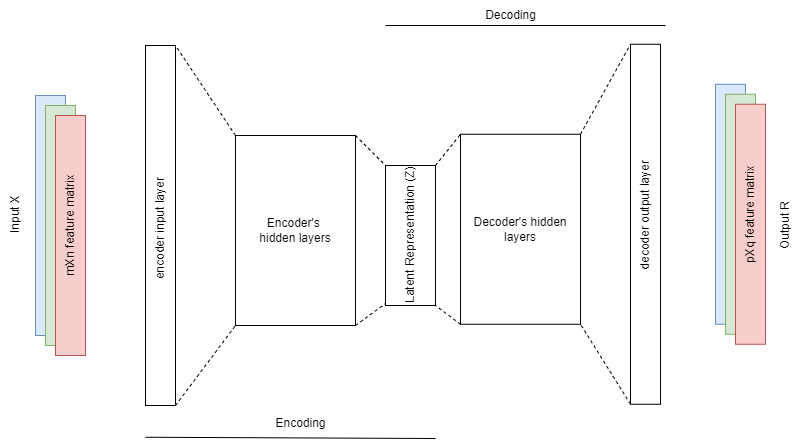 Decoding
Input X
mXn feature matrix
encoder input layer
Encoder's
hidden layers
Latent Representation (Z)
Decoder's hidden
layers
decoder output layer
pXq feature matrix
Output R
Encoding